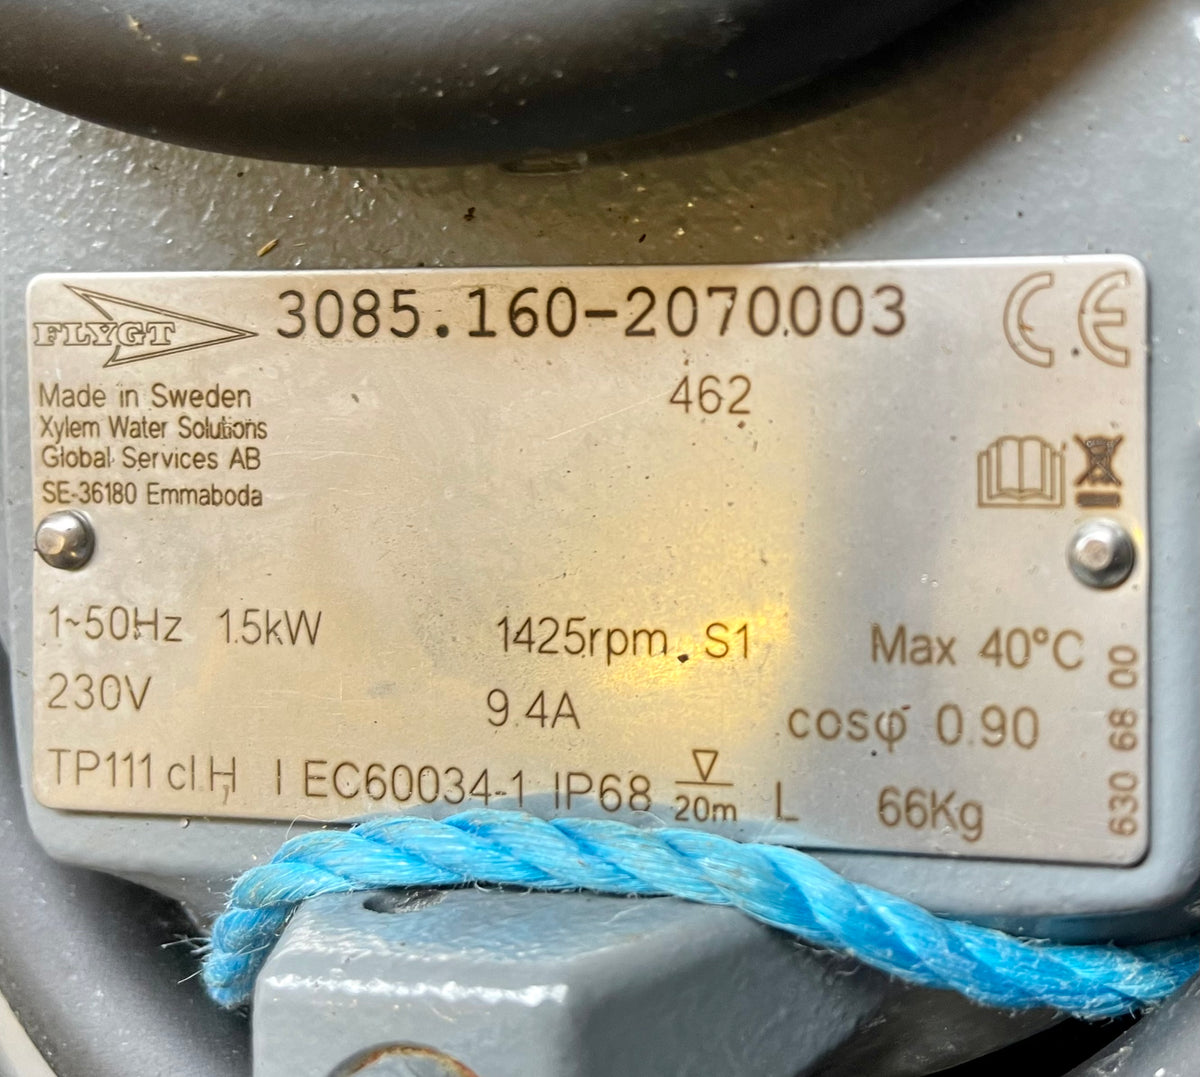 FLYGT
3085.160-2070003
CE
462
Made in Sweden
Xylem Water Solutions
Global Services AB
SE-36180 Emmaboda
1~50Hz 1.5kW 1425rpm S1 Max 40°C
230V 9.4A cosφ 0.90
TP111 cl.H IEC60034-1 IP68 20m L 66Kg
630 68 00